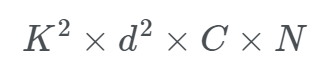 K² × d² × C × N